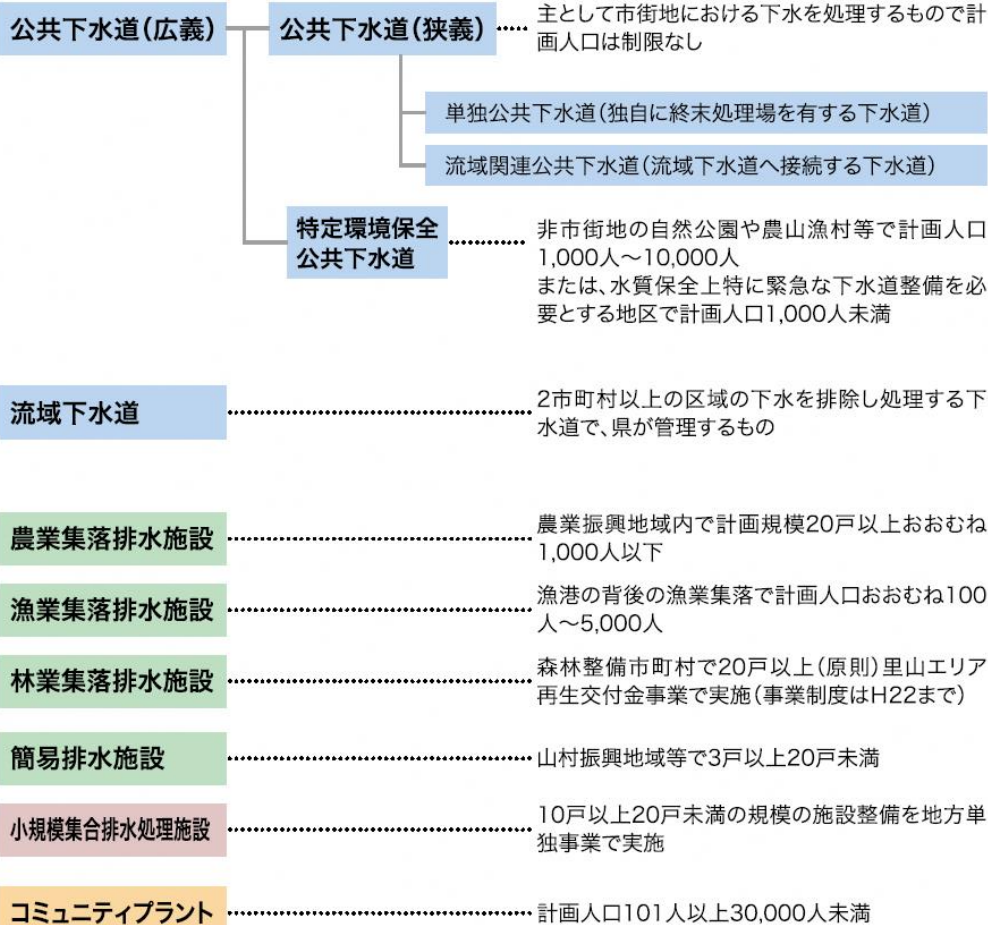 公共下水道（広義）
公共下水道（狭義）
主として市街地における下水を処理するもので計
画人口は制限なし
単独公共下水道（独自に終末処理場を有する下水道）
流域関連公共下水道（流域下水道へ接続する下水道）
特定環境保全
公共下水道
非市街地の自然公園や農山漁村等で計画人口
1,000人～10,000人
または、水質保全上特に緊急な下水道整備を必
要とする地区で計画人口1,000人未満
流域下水道
2市町村以上の区域の下水を排除し処理する下
水道で、県が管理するもの
農業集落排水施設
農業振興地域内で計画規模20戸以上おおむね
1,000人以下
漁業集落排水施設
漁港の背後の漁業集落で計画人口おおむね100
人～5,000人
林業集落排水施設
森林整備市町村で20戸以上（原則）里山エリア
再生交付金事業で実施（事業制度はH22まで）
簡易排水施設
山村振興地域等で3戸以上20戸未満
小規模集合排水処理施設
10戸以上20戸未満の規模の施設整備を地方単
独事業で実施
コミュニティプラント
計画人口101人以上30,000人未満